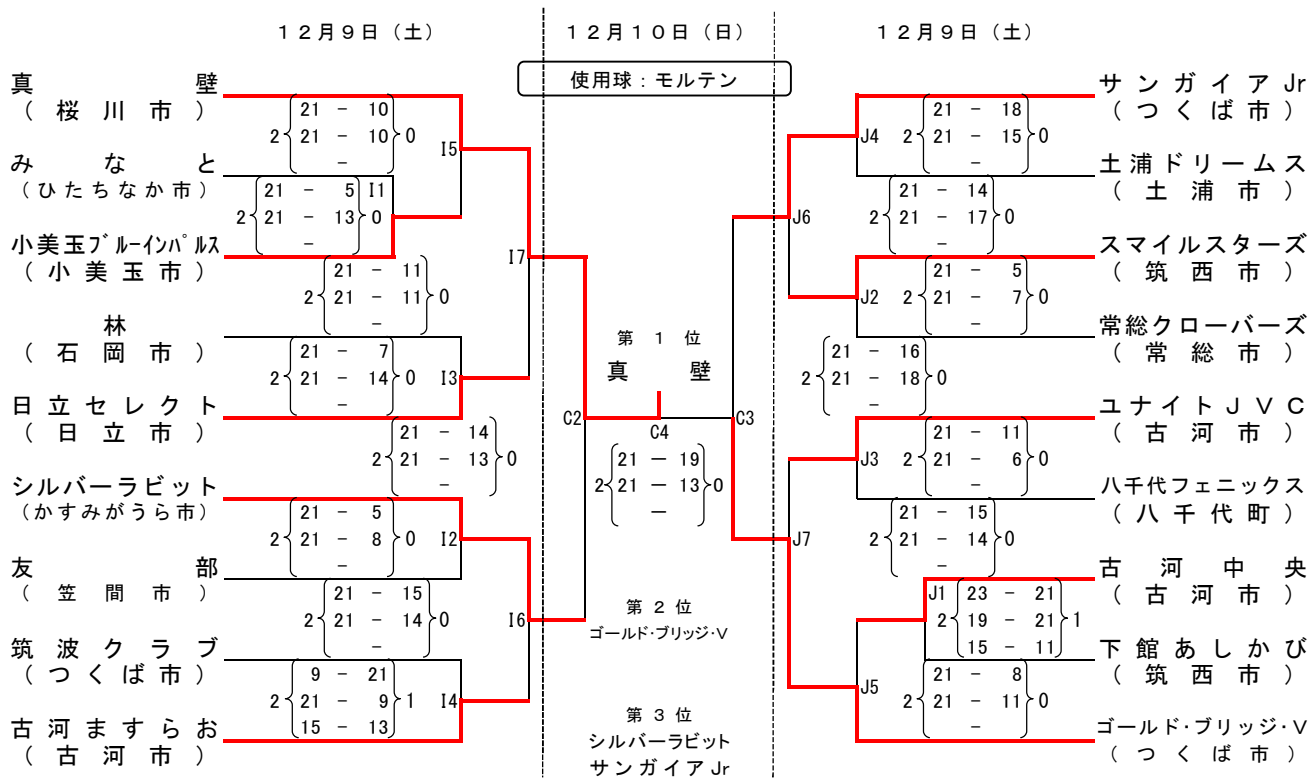 12月9日（土）
12月10日（日）
12月9日（土）
使用球：モルテン
真壁
（桜川市）
みなと
（ひたちなか市）
小美玉ブルーインパルス
（小美玉市）
林
（石岡市）
日立セレクト
（日立市）
シルバーラビット
（かすみがうら市）
友部
（笠間市）
筑波クラブ
（つくば市）
古河ますらお
（古河市）
21 - 10
2 21 - 10 0
-
I5
21 - 5 I1
2 21 - 13 0
-
I7
21 - 11
2 21 - 11 0
-
21 - 7
2 21 - 14 0 I3
-
21 - 14
2 21 - 13 0
-
21 - 5
2 21 - 8 0 I2
-
21 - 15
2 21 - 14 0 I6
-
9 - 21
2 21 - 9 1 I4
15 - 13
第1位
真壁
C2
C4
C3
21 - 19
2 21 - 13 0
-
第2位
ゴールド・ブリッジ・V
第3位
シルバーラビット
サンガイアJr
21 - 18
J4 2 21 - 15 0
-
21 - 14
J6
2 21 - 17 0
-
21 - 5
J2 2 21 - 7 0
-
21 - 16
2 21 - 18 0
-
21 - 11
J3 2 21 - 6 0
-
21 - 15
J7 2 21 - 14 0
-
J1 23 - 21
2 19 - 21 1
15 - 11
21 - 8
J5 2 21 - 11 0
-
サンガイアJr
（つくば市）
土浦ドリームス
（土浦市）
スマイルスターズ
（筑西市）
常総クローバーズ
（常総市）
ユナイトJVC
（古河市）
八千代フェニックス
（八千代町）
古河中央
（古河市）
下館あしかび
（筑西市）
ゴールド・ブリッジ・V
（つくば市）